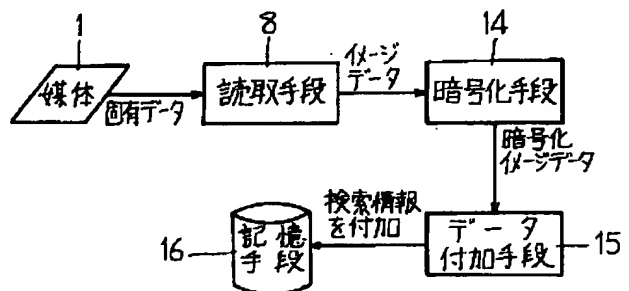 1
8
14
媒体
固有データ
読取手段
イメージ
データ
暗号化手段
暗号化
イメージデータ
検索情報
を付加
16
記憶
手段
データ
付加手段
15